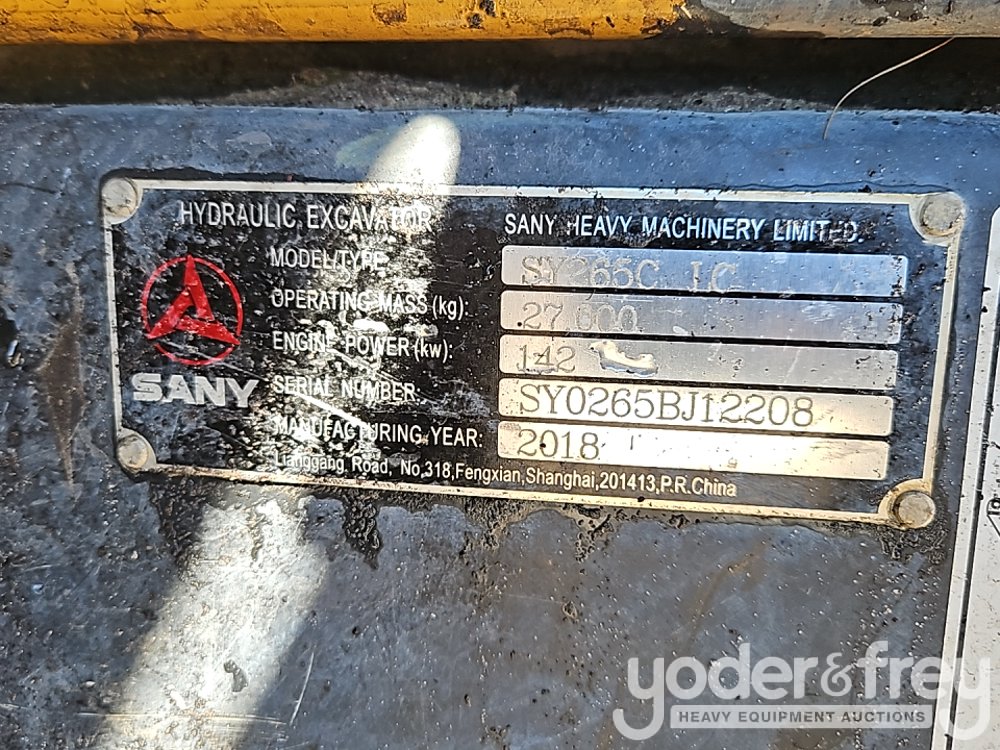 HYDRAULIC EXCAVATOR SANY HEAVY MACHINERY LIMITED.
MODEL/TYPE: SY265C LC
OPERATING MASS (kg): 27,600
ENGINE POWER (kw): 142
SERIAL NUMBER: SY0265BJ12208
MANUFACTURING YEAR: 2018
SANY
Lianggang. Road, No,318,Fengxian,Shanghai,201413,P.R.China
yoder&frey
HEAVY EQUIPMENT AUCTIONS